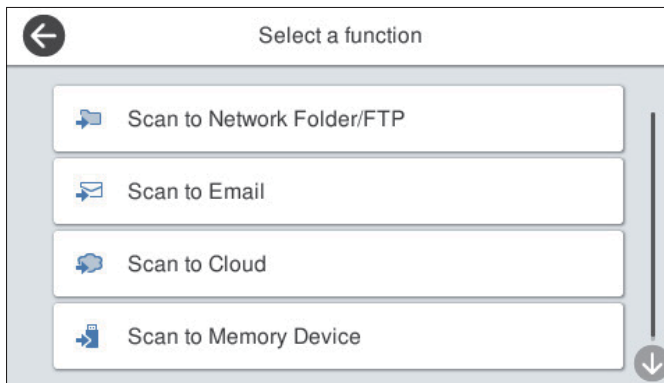 Select a function
Scan to Network Folder/FTP
Scan to Email
Scan to Cloud
Scan to Memory Device